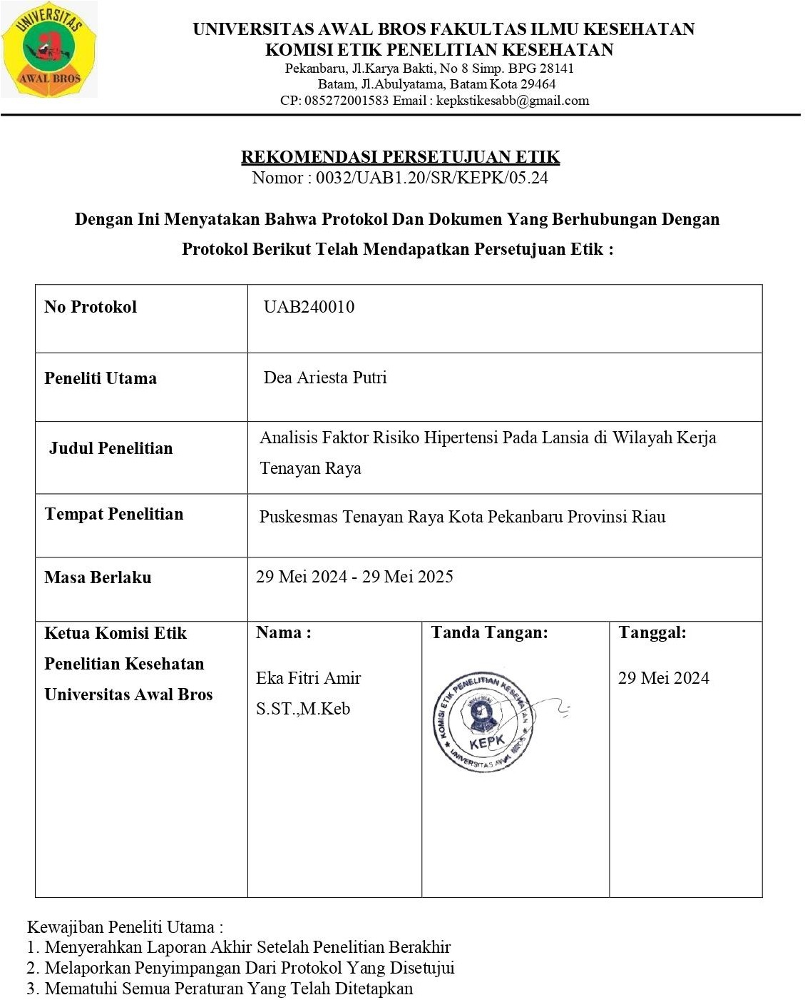 UNIVERSITAS
AWAL BROS
UNIVERSITAS AWAL BROS FAKULTAS ILMU KESEHATAN
KOMISI ETIK PENELITIAN KESEHATAN
Pekanbaru, Jl.Karya Bakti, No 8 Simp. BPG 28141
Batam, Jl.Abulyatama, Batam Kota 29464
CP: 085272001583 Email : kepkstikesabb@gmail.com
REKOMENDASI PERSETUJUAN ETIK
Nomor : 0032/UAB1.20/SR/KEPK/05.24
Dengan Ini Menyatakan Bahwa Protokol Dan Dokumen Yang Berhubungan Dengan
Protokol Berikut Telah Mendapatkan Persetujuan Etik :
No Protokol
UAB240010
Peneliti Utama
Dea Ariesta Putri
Judul Penelitian
Analisis Faktor Risiko Hipertensi Pada Lansia di Wilayah Kerja
Tenayan Raya
Tempat Penelitian
Puskesmas Tenayan Raya Kota Pekanbaru Provinsi Riau
Masa Berlaku
29 Mei 2024 - 29 Mei 2025
Ketua Komisi Etik
Penelitian Kesehatan
Universitas Awal Bros
Nama :
Eka Fitri Amir
S.ST.,M.Keb
Tanda Tangan:
KOMISI ETIK PENELITIAN KESEHATAN
KEPK
UNIVERSITAS AWAL BROS
Tanggal:
29 Mei 2024
Kewajiban Peneliti Utama :
1. Menyerahkan Laporan Akhir Setelah Penelitian Berakhir
2. Melaporkan Penyimpangan Dari Protokol Yang Disetujui
3. Mematuhi Semua Peraturan Yang Telah Ditetapkan